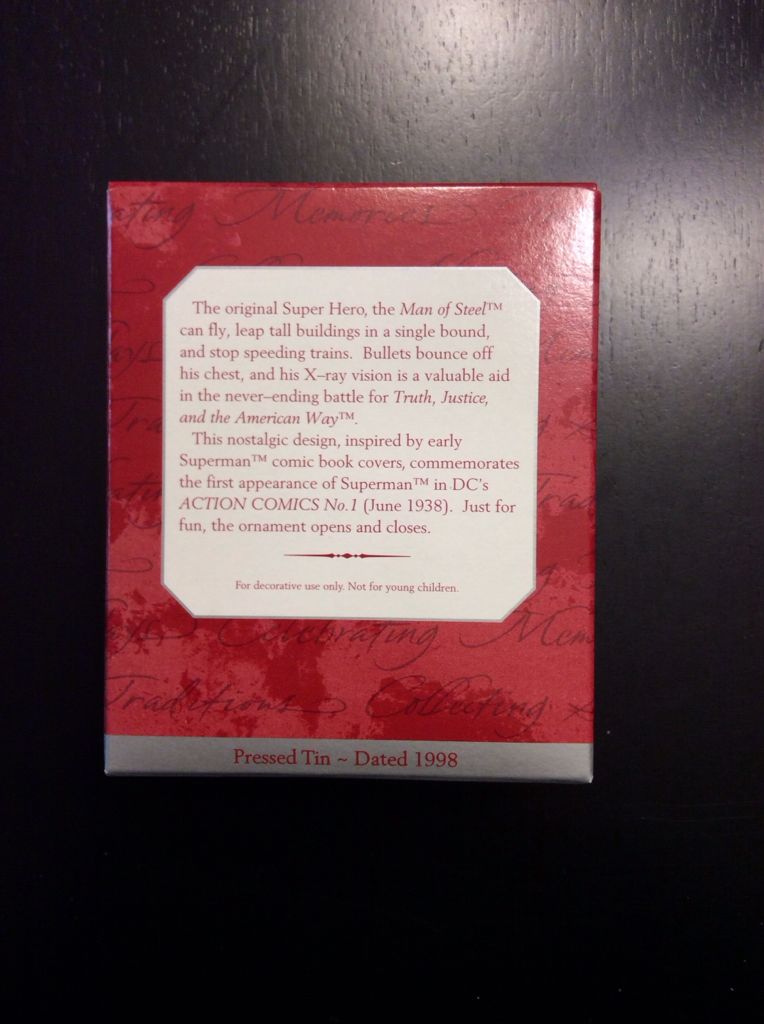 ating Memories
The original Super Hero, the Man of Steel™
can fly, leap tall buildings in a single bound,
and stop speeding trains. Bullets bounce off
his chest, and his X–ray vision is a valuable aid
in the never–ending battle for Truth, Justice,
and the American Way™.
This nostalgic design, inspired by early
Superman™ comic book covers, commemorates
the first appearance of Superman™ in DC's
ACTION COMICS No.1 (June 1938). Just for
fun, the ornament opens and closes.
For decorative use only. Not for young children.
ays Celebrating Mem
Traditions Collecting
Pressed Tin ~ Dated 1998